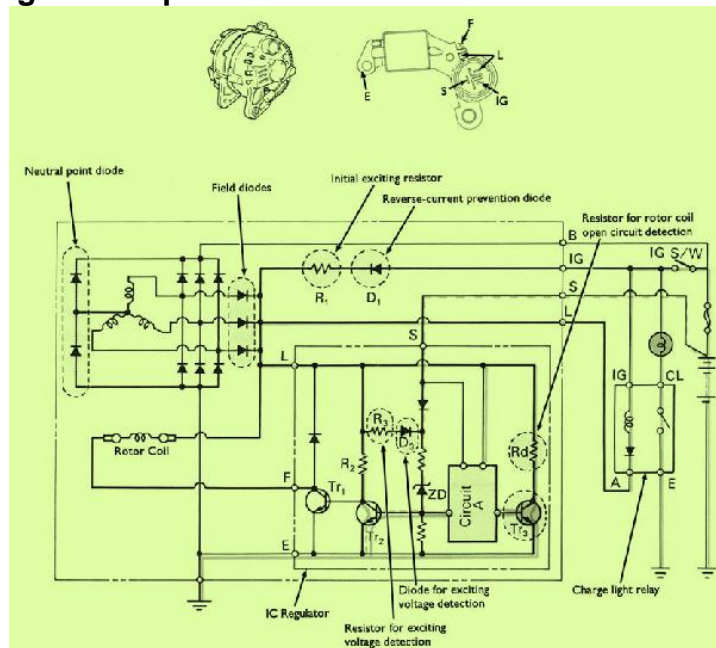 F
L
S
E
IG
Neutral point diode
Field diodes
Initial exciting resistor
Reverse-current prevention diode
Resistor for rotor coil
open circuit detection
B
IG S/W
IG
R1
D1
S
L
S
L
IG
CL
R3
D2
Rd
Rotor Coil
R2
F
Tr1
ZD
Circuit
A
A
E
Tr2
Tr3
E
IC Regulator
Diode for exciting
voltage detection
Resistor for exciting
voltage detection
Charge light relay